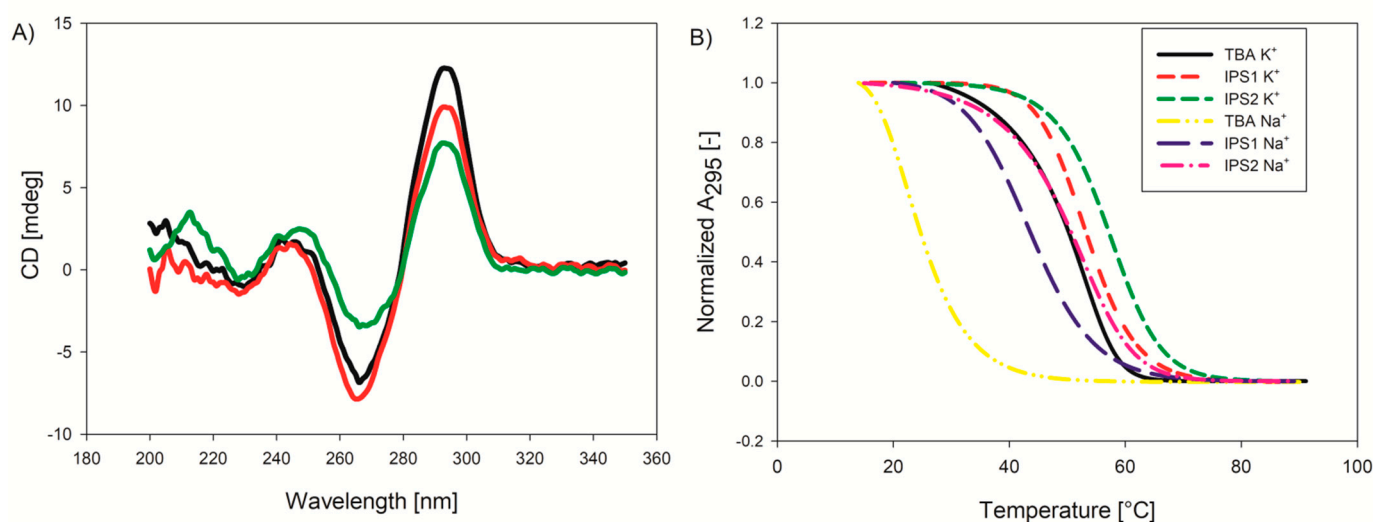 A)
CD [mdeg]
15
10
5
0
-5
-10
180 200 220 240 260 280 300 320 340 360
Wavelength [nm]
B)
Normalized A295 [-]
1.2
1.0
0.8
0.6
0.4
0.2
0.0
-0.2
0 20 40 60 80 100
Temperature [°C]
TBA K⁺
IPS1 K⁺
IPS2 K⁺
TBA Na⁺
IPS1 Na⁺
IPS2 Na⁺